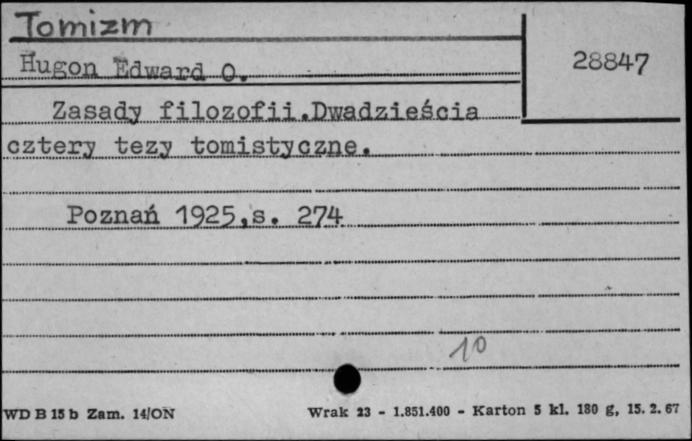 Tomizm
28847
Hugon Edward O.
Zasady filozofii.Dwadzieścia
cztery tezy tomistyczne.
Poznań 1925,s. 274
10
WD B 15 b Zam. 14/ON
Wrak 23 - 1.851.400 - Karton 5 kl. 180 g, 15. 2. 67